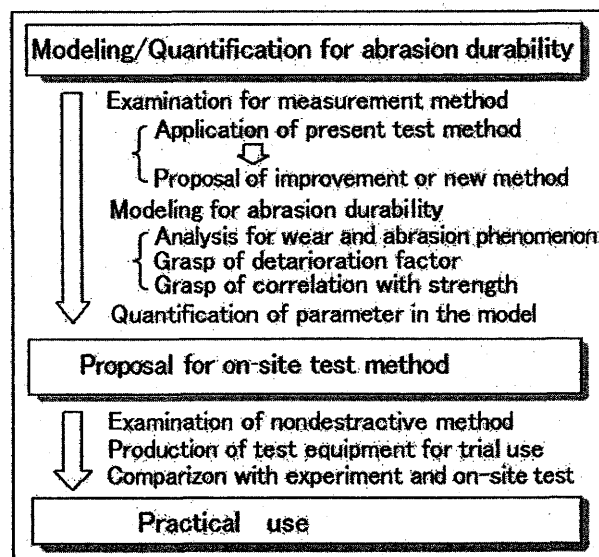 Modeling/Quantification for abrasion durability
Examination for measurement method
Application of present test method
Proposal of improvement or new method
Modeling for abrasion durability
Analysis for wear and abrasion phenomenon
Grasp of detarioration factor
Grasp of correlation with strength
Quantification of parameter in the model
Proposal for on-site test method
Examination of nondestractive method
Production of test equipment for trial use
Comparizon with experiment and on-site test
Practical use